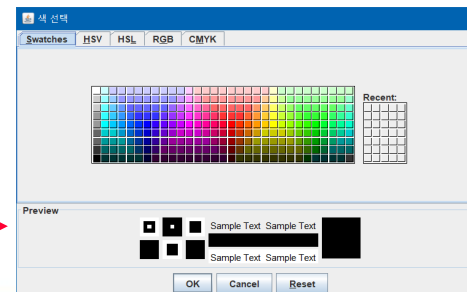 색 선택
Swatches HSV HSL RGB CMYK
Recent:
Preview
Sample Text Sample Text
Sample Text Sample Text
OK Cancel Reset